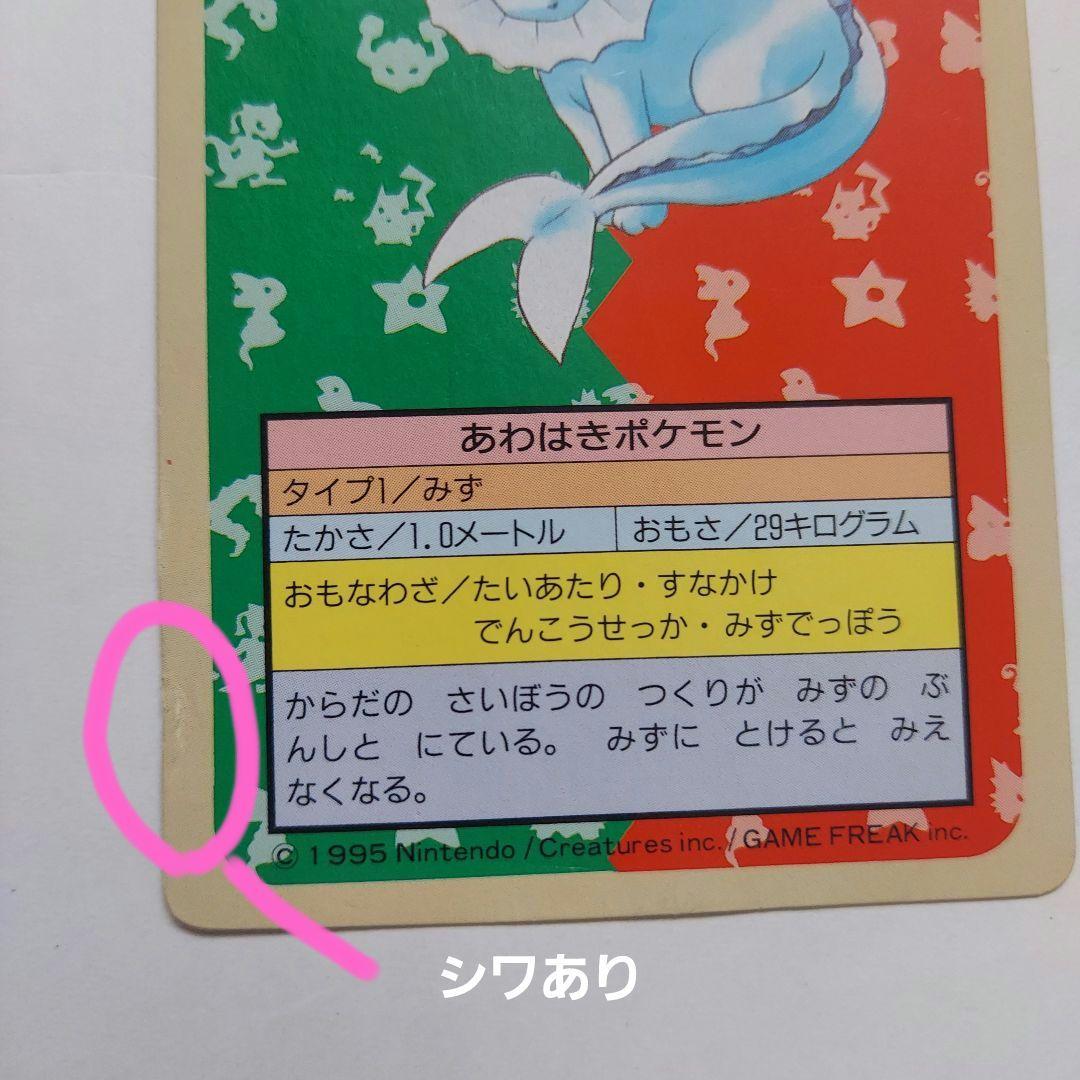 あわはきポケモン
タイプ1／みず
たかさ／1.0メートル
おもさ／29キログラム
おもなわざ／たいあたり・すなかけ
でんこうせっか・みずでっぽう
からだの さいぼうの つくりが みずの ぶ
んしと にている。 みずに とけると みえ
なくなる。
© 1995 Nintendo /Creatures inc./GAME FREAK inc.
シワあり